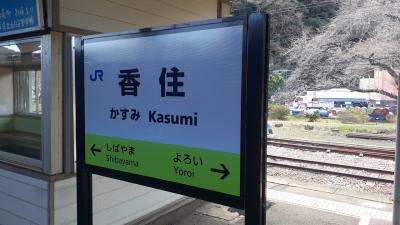 JR 香住
かすみ Kasumi
← しばやま
Shibayama
よろい →
Yoroi